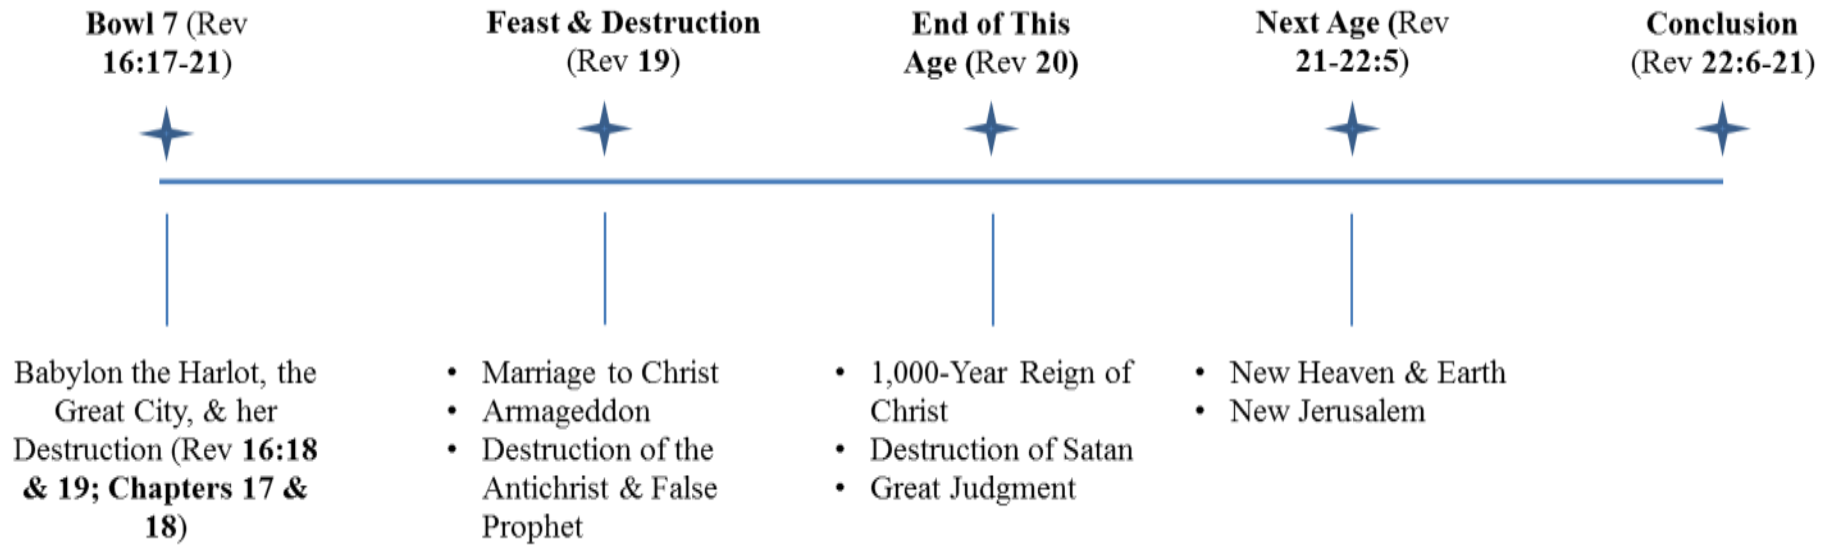 Bowl 7 (Rev
16:17-21)
Feast & Destruction
(Rev 19)
End of This
Age (Rev 20)
Next Age (Rev
21-22:5)
Conclusion
(Rev 22:6-21)
Babylon the Harlot, the
Great City, & her
Destruction (Rev 16:18
& 19; Chapters 17 &
18)
• Marriage to Christ
• Armageddon
• Destruction of the
Antichrist & False
Prophet
• 1,000-Year Reign of
Christ
• Destruction of Satan
• Great Judgment
• New Heaven & Earth
• New Jerusalem